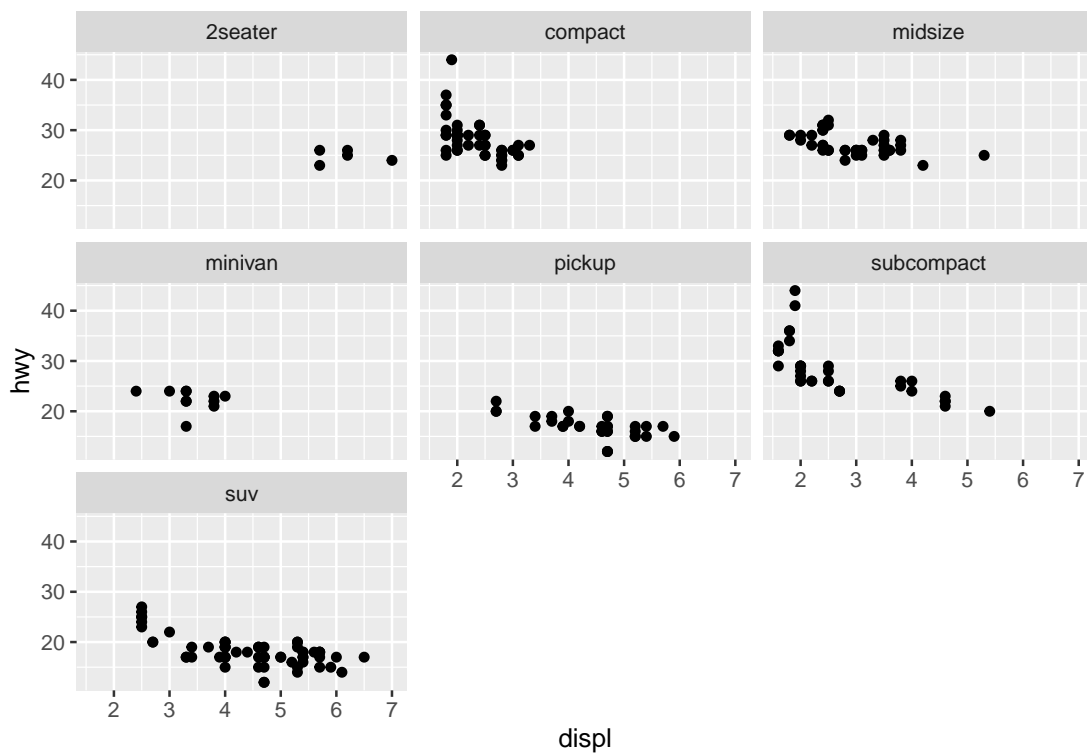 2seater compact midsize
40
30
20
minivan pickup subcompact
40
30
20
2 3 4 5 6 7 2 3 4 5 6 7
suv
40
30
20
2 3 4 5 6 7
hwy
displ